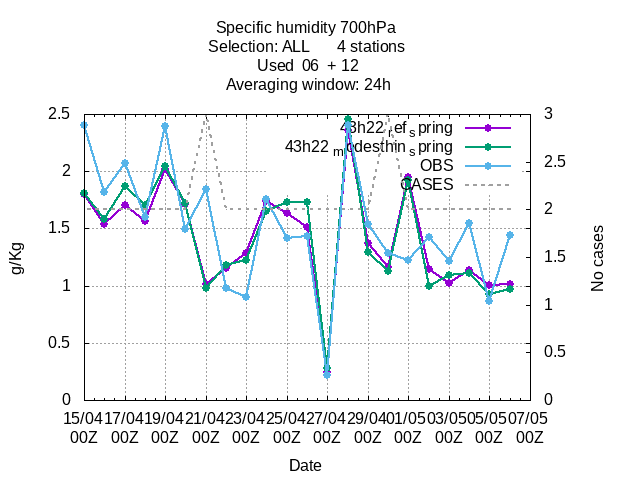 Specific humidity 700hPa
Selection: ALL 4 stations
Used 06 + 12
Averaging window: 24h
2.5
2
1.5
1
0.5
0
3
2.5
2
1.5
1
0.5
0
g/Kg
No cases
43h22_ref_spring
OBS
CASES
15/04 17/04 19/04 21/04 23/04 25/04 27/04 29/04 01/05 03/05 05/05 07/05
00Z 00Z 00Z 00Z 00Z 00Z 00Z 00Z 00Z 00Z 00Z 00Z
Date